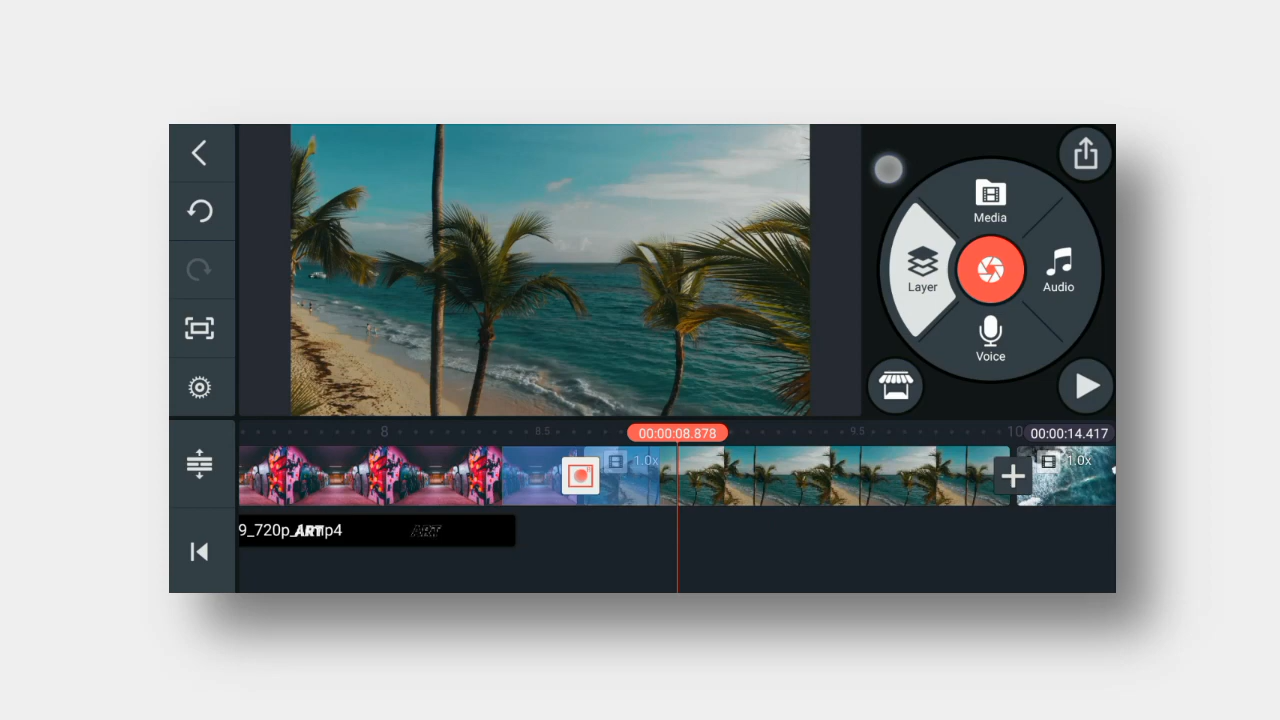 Media
Layer
Audio
Voice
8
8.5
00:00:08.878
9.5
10
00:00:14.417
1.0x
1.0x
9_720p_ART.mp4
ART